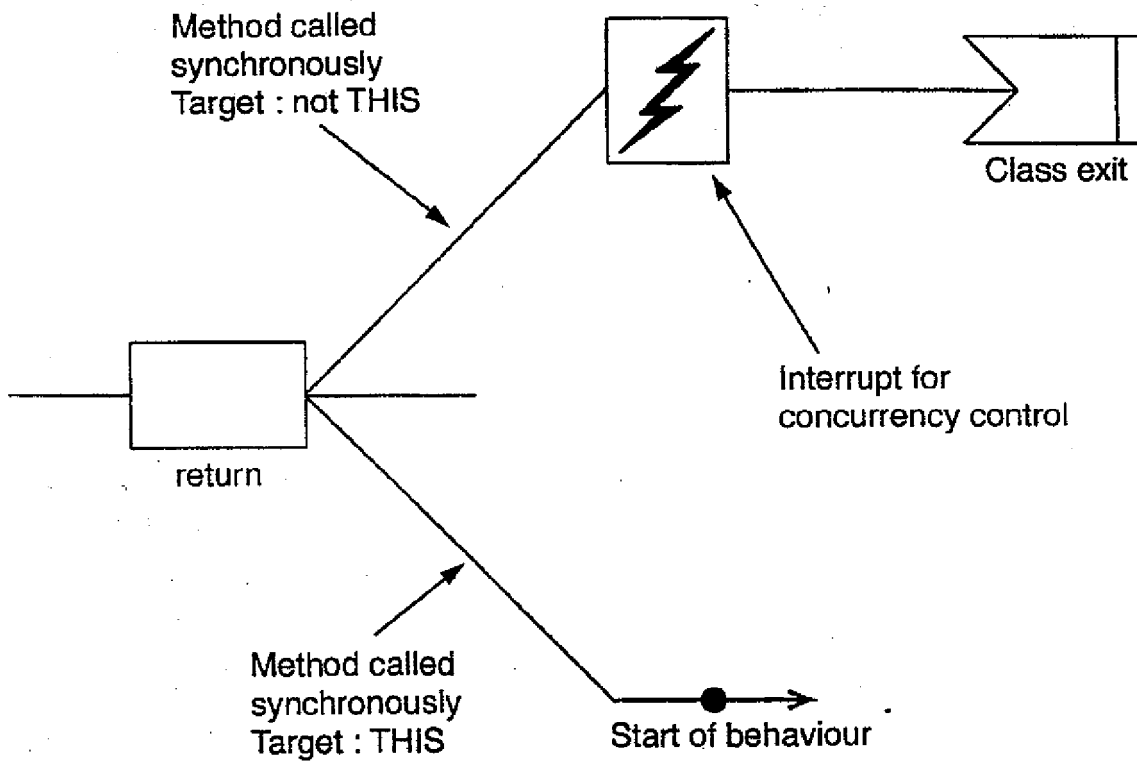 Method called
synchronously
Target : not THIS
Class exit
Interrupt for
concurrency control
return
Method called
synchronously
Target : THIS
Start of behaviour